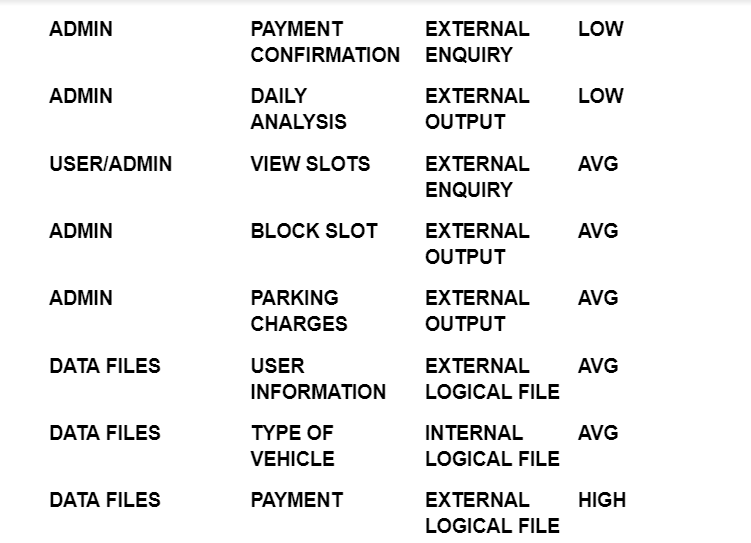 ADMIN PAYMENT EXTERNAL LOW
CONFIRMATION ENQUIRY
ADMIN DAILY EXTERNAL LOW
ANALYSIS OUTPUT
USER/ADMIN VIEW SLOTS EXTERNAL AVG
ENQUIRY
ADMIN BLOCK SLOT EXTERNAL AVG
OUTPUT
ADMIN PARKING EXTERNAL AVG
CHARGES OUTPUT
DATA FILES USER EXTERNAL AVG
INFORMATION LOGICAL FILE
DATA FILES TYPE OF INTERNAL AVG
VEHICLE LOGICAL FILE
DATA FILES PAYMENT EXTERNAL HIGH
LOGICAL FILE